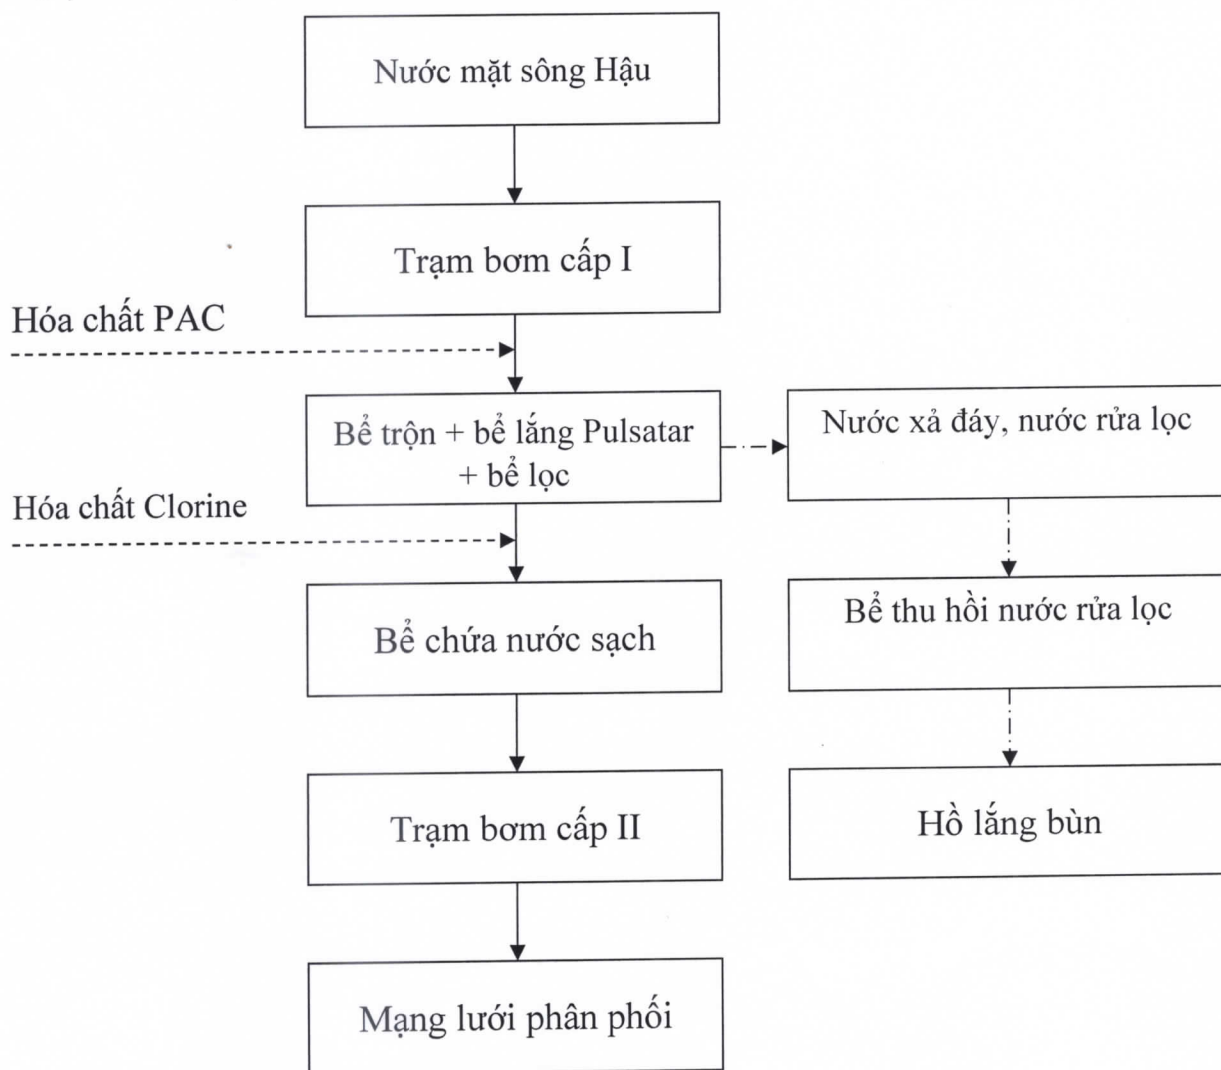 Nước mặt sông Hậu
Trạm bơm cấp I
Hóa chất PAC
Bể trộn + bể lắng Pulsatar
+ bể lọc
Nước xả đáy, nước rửa lọc
Hóa chất Clorine
Bể chứa nước sạch
Bể thu hồi nước rửa lọc
Trạm bơm cấp II
Hồ lắng bùn
Mạng lưới phân phối